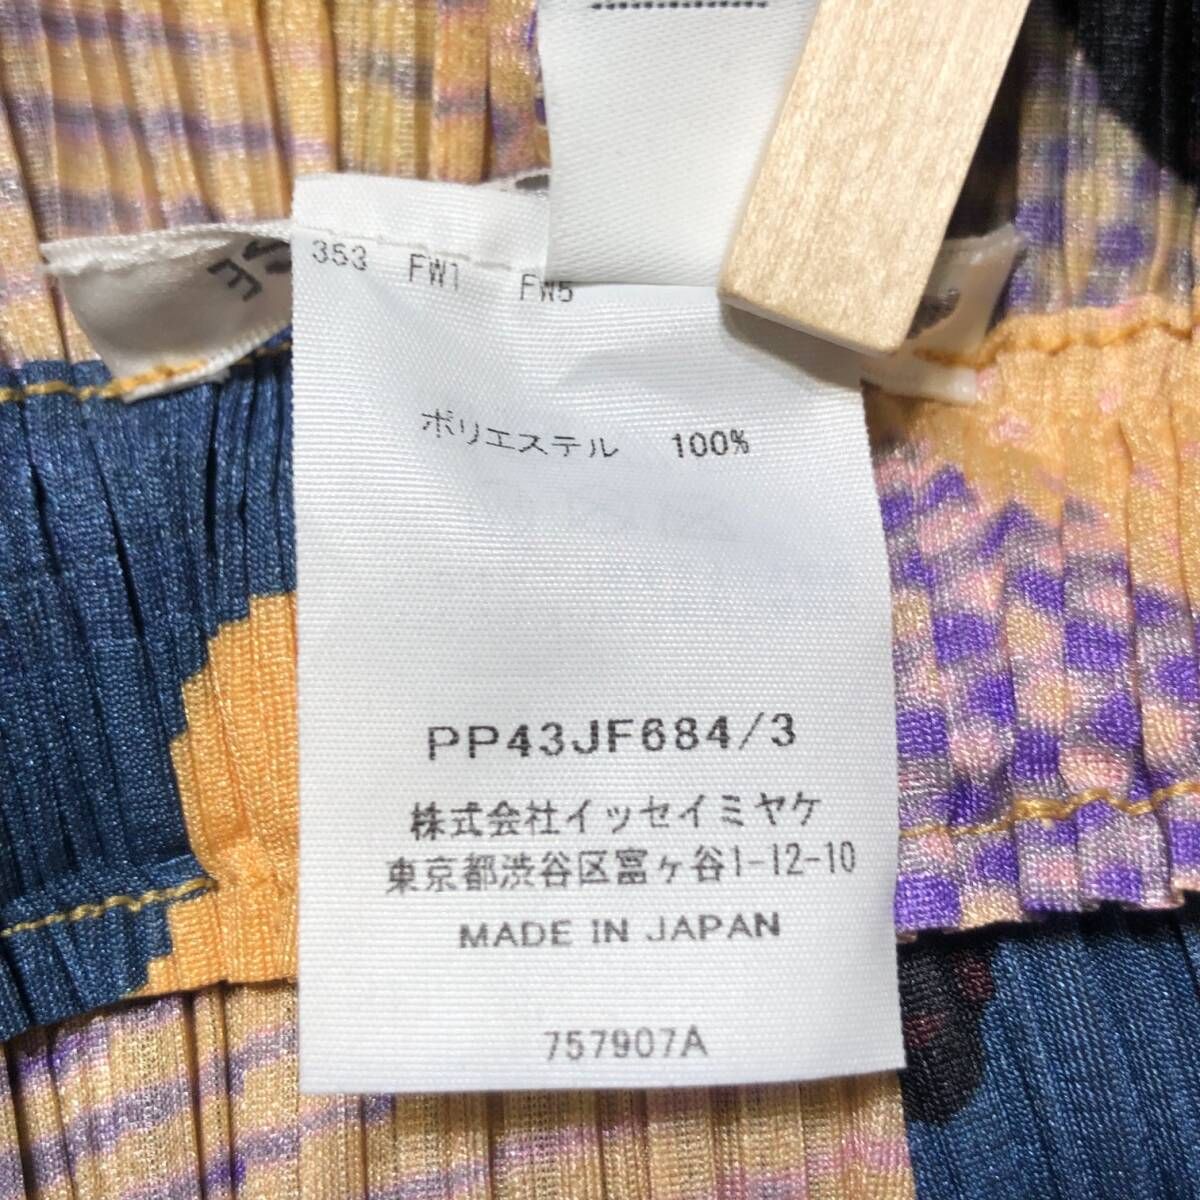 353 FW1 FW5
ポリエステル 100%
PP43JF684/3
株式会社イッセイミヤケ
東京都渋谷区富ヶ谷1-12-10
MADE IN JAPAN
757907A